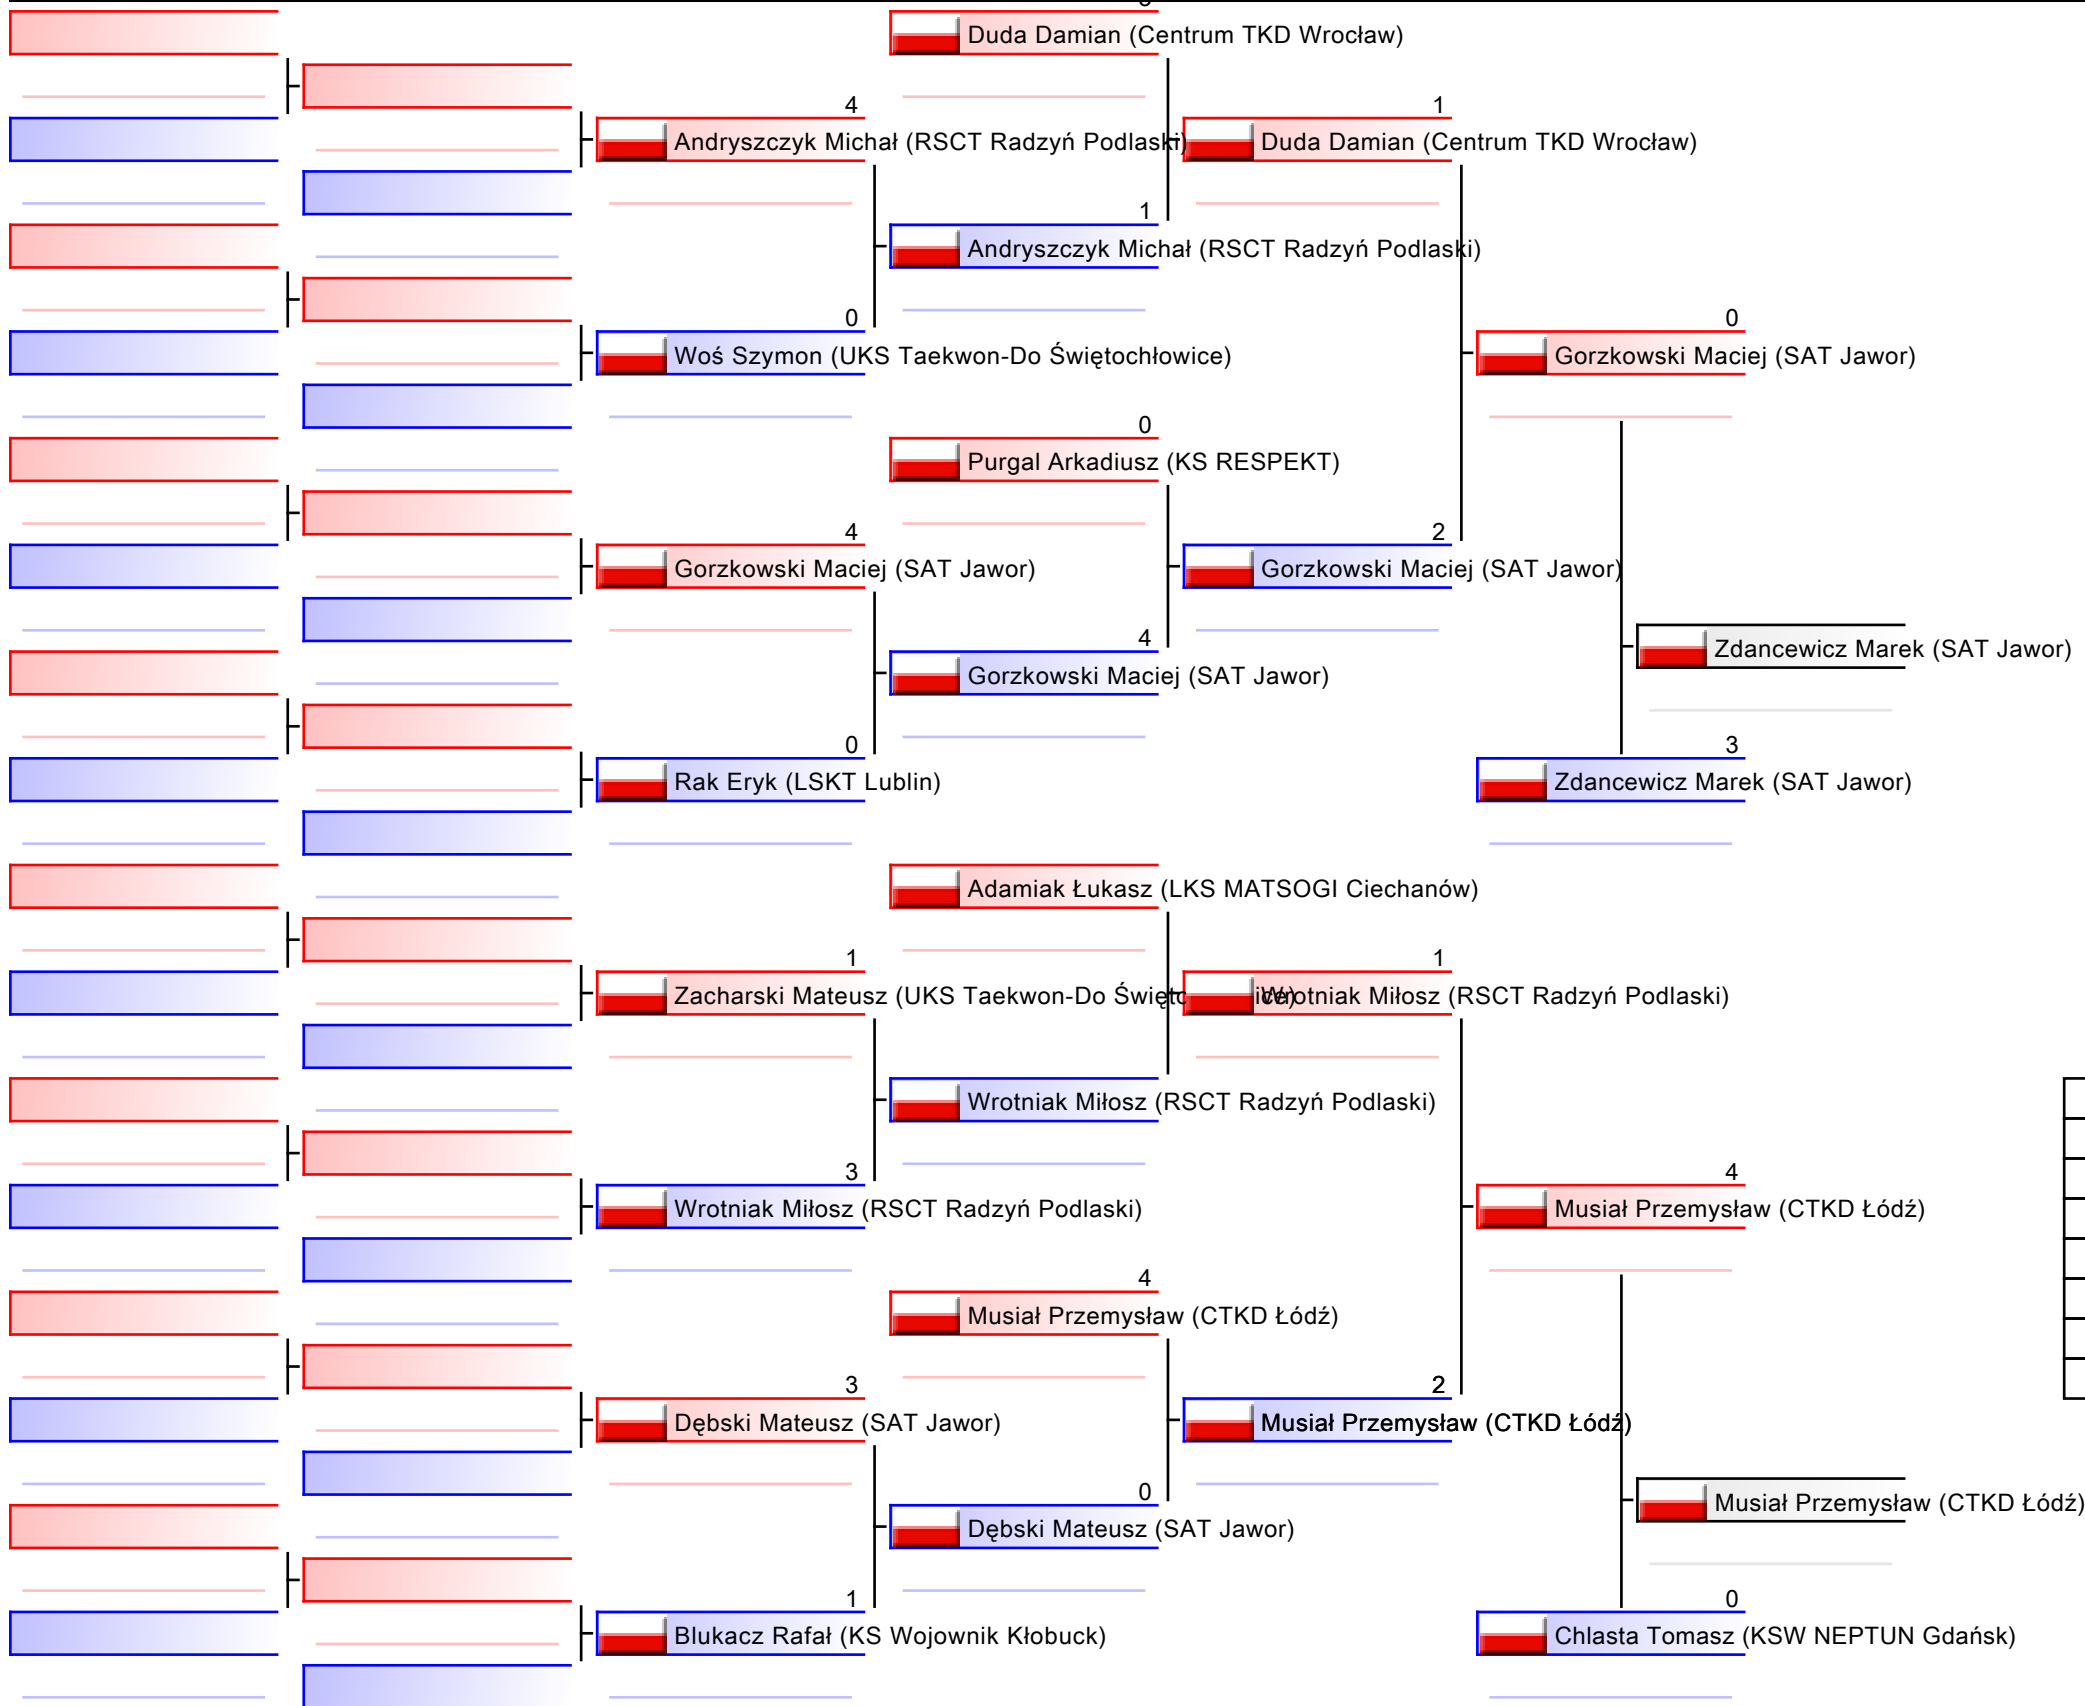 Duda Damian (Centrum TKD Wrocław)
4
1
Andryszczyk Michał (RSCT Radzyń Podlaski)
Duda Damian (Centrum TKD Wrocław)
1
Andryszczyk Michał (RSCT Radzyń Podlaski)
0
0
Woś Szymon (UKS Taekwon-Do Świętochłowice)
Gorzkowski Maciej (SAT Jawor)
0
Purgal Arkadiusz (KS RESPEKT)
4
2
Gorzkowski Maciej (SAT Jawor)
Gorzkowski Maciej (SAT Jawor)
4
Zdancewicz Marek (SAT Jawor)
Gorzkowski Maciej (SAT Jawor)
0
3
Rak Eryk (LSKT Lublin)
Zdancewicz Marek (SAT Jawor)
Adamiak Łukasz (LKS MATSOGI Ciechanów)
1
1
Zacharski Mateusz (UKS Taekwon-Do
Wrotniak Miłosz (RSCT Radzyń Podlaski)
Wrotniak Miłosz (RSCT Radzyń Podlaski)
3
4
Wrotniak Miłosz (RSCT Radzyń Podlaski)
Musiał Przemysław (CTKD Łódź)
4
Musiał Przemysław (CTKD Łódź)
3
2
Dębski Mateusz (SAT Jawor)
Musiał Przemysław (CTKD Łódź)
0
Musiał Przemysław (CTKD Łódź)
Dębski Mateusz (SAT Jawor)
1
0
Blukacz Rafał (KS Wojownik Kłobuck)
Chlasta Tomasz (KSW NEPTUN Gdańsk)